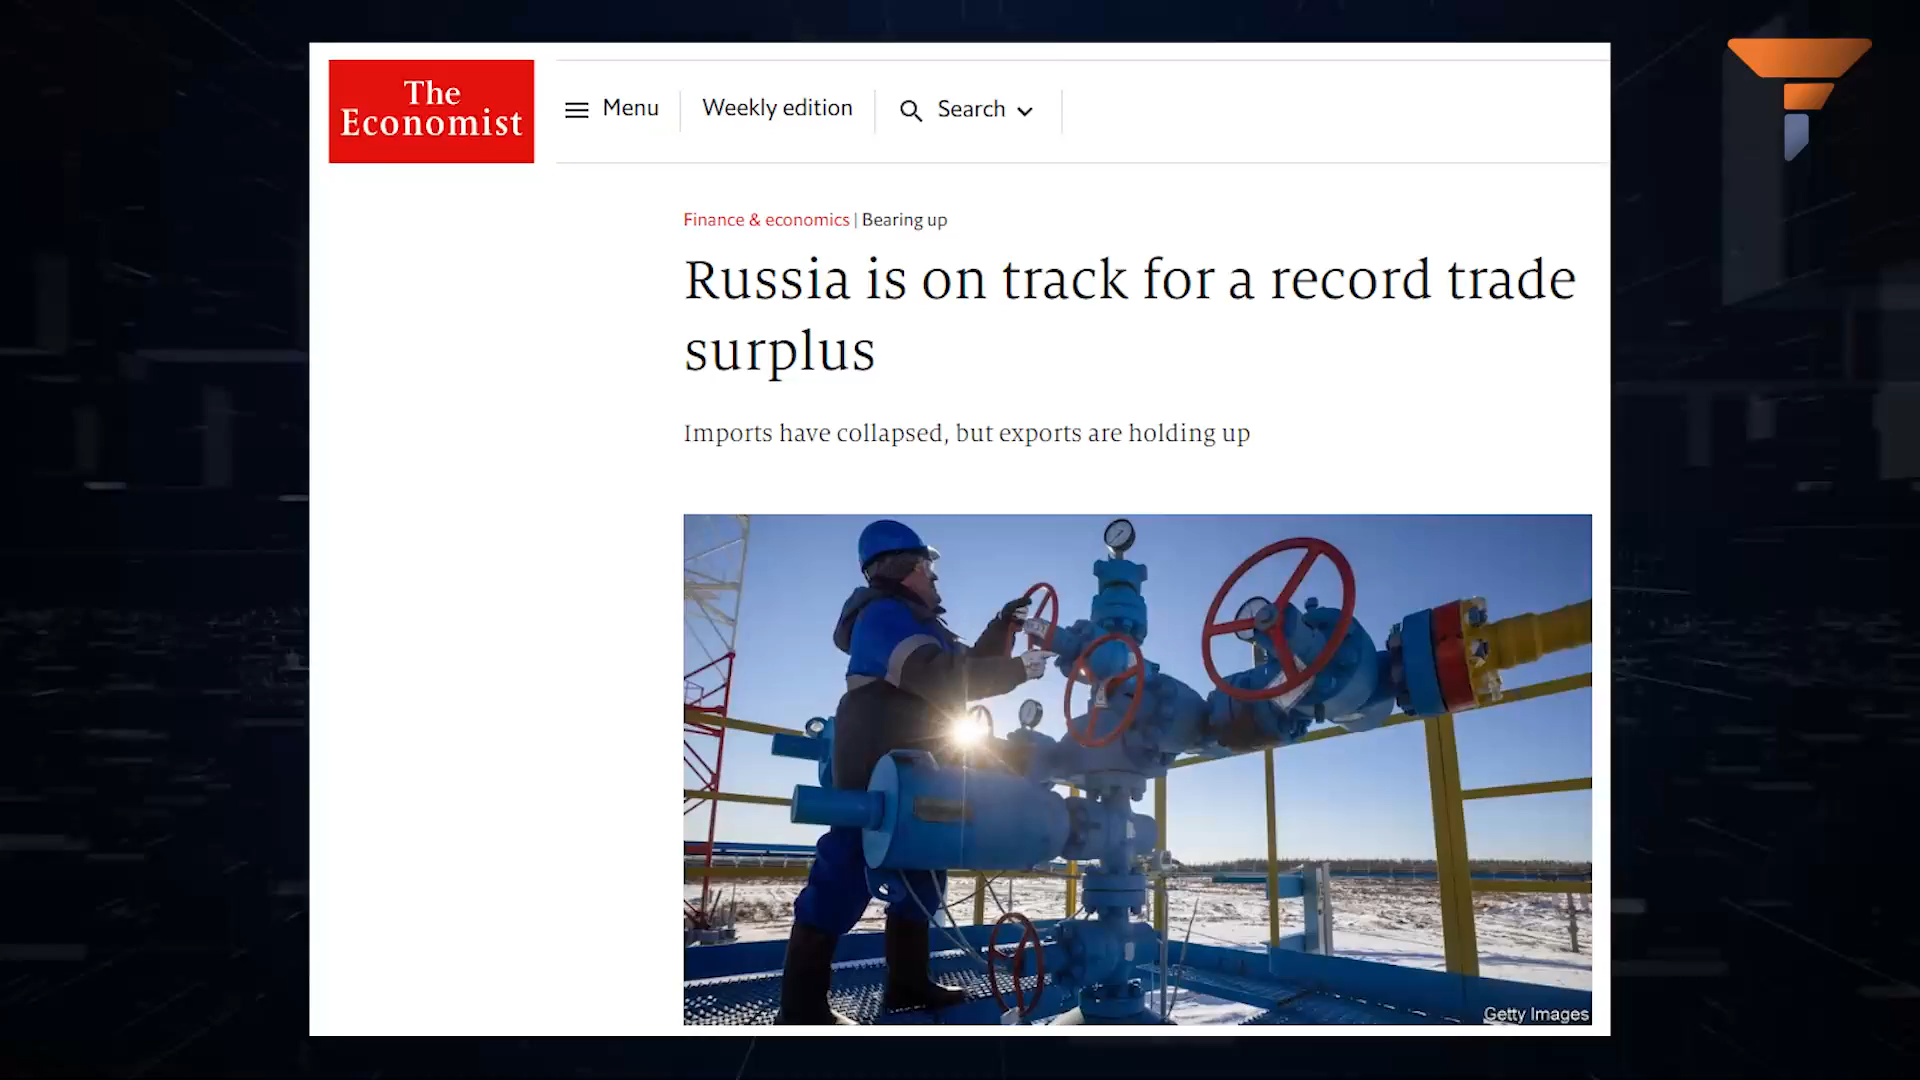 The
Economist
Menu
Weekly edition
Search
Finance & economics | Bearing up
Russia is on track for a record trade
surplus
Imports have collapsed, but exports are holding up
Getty Images